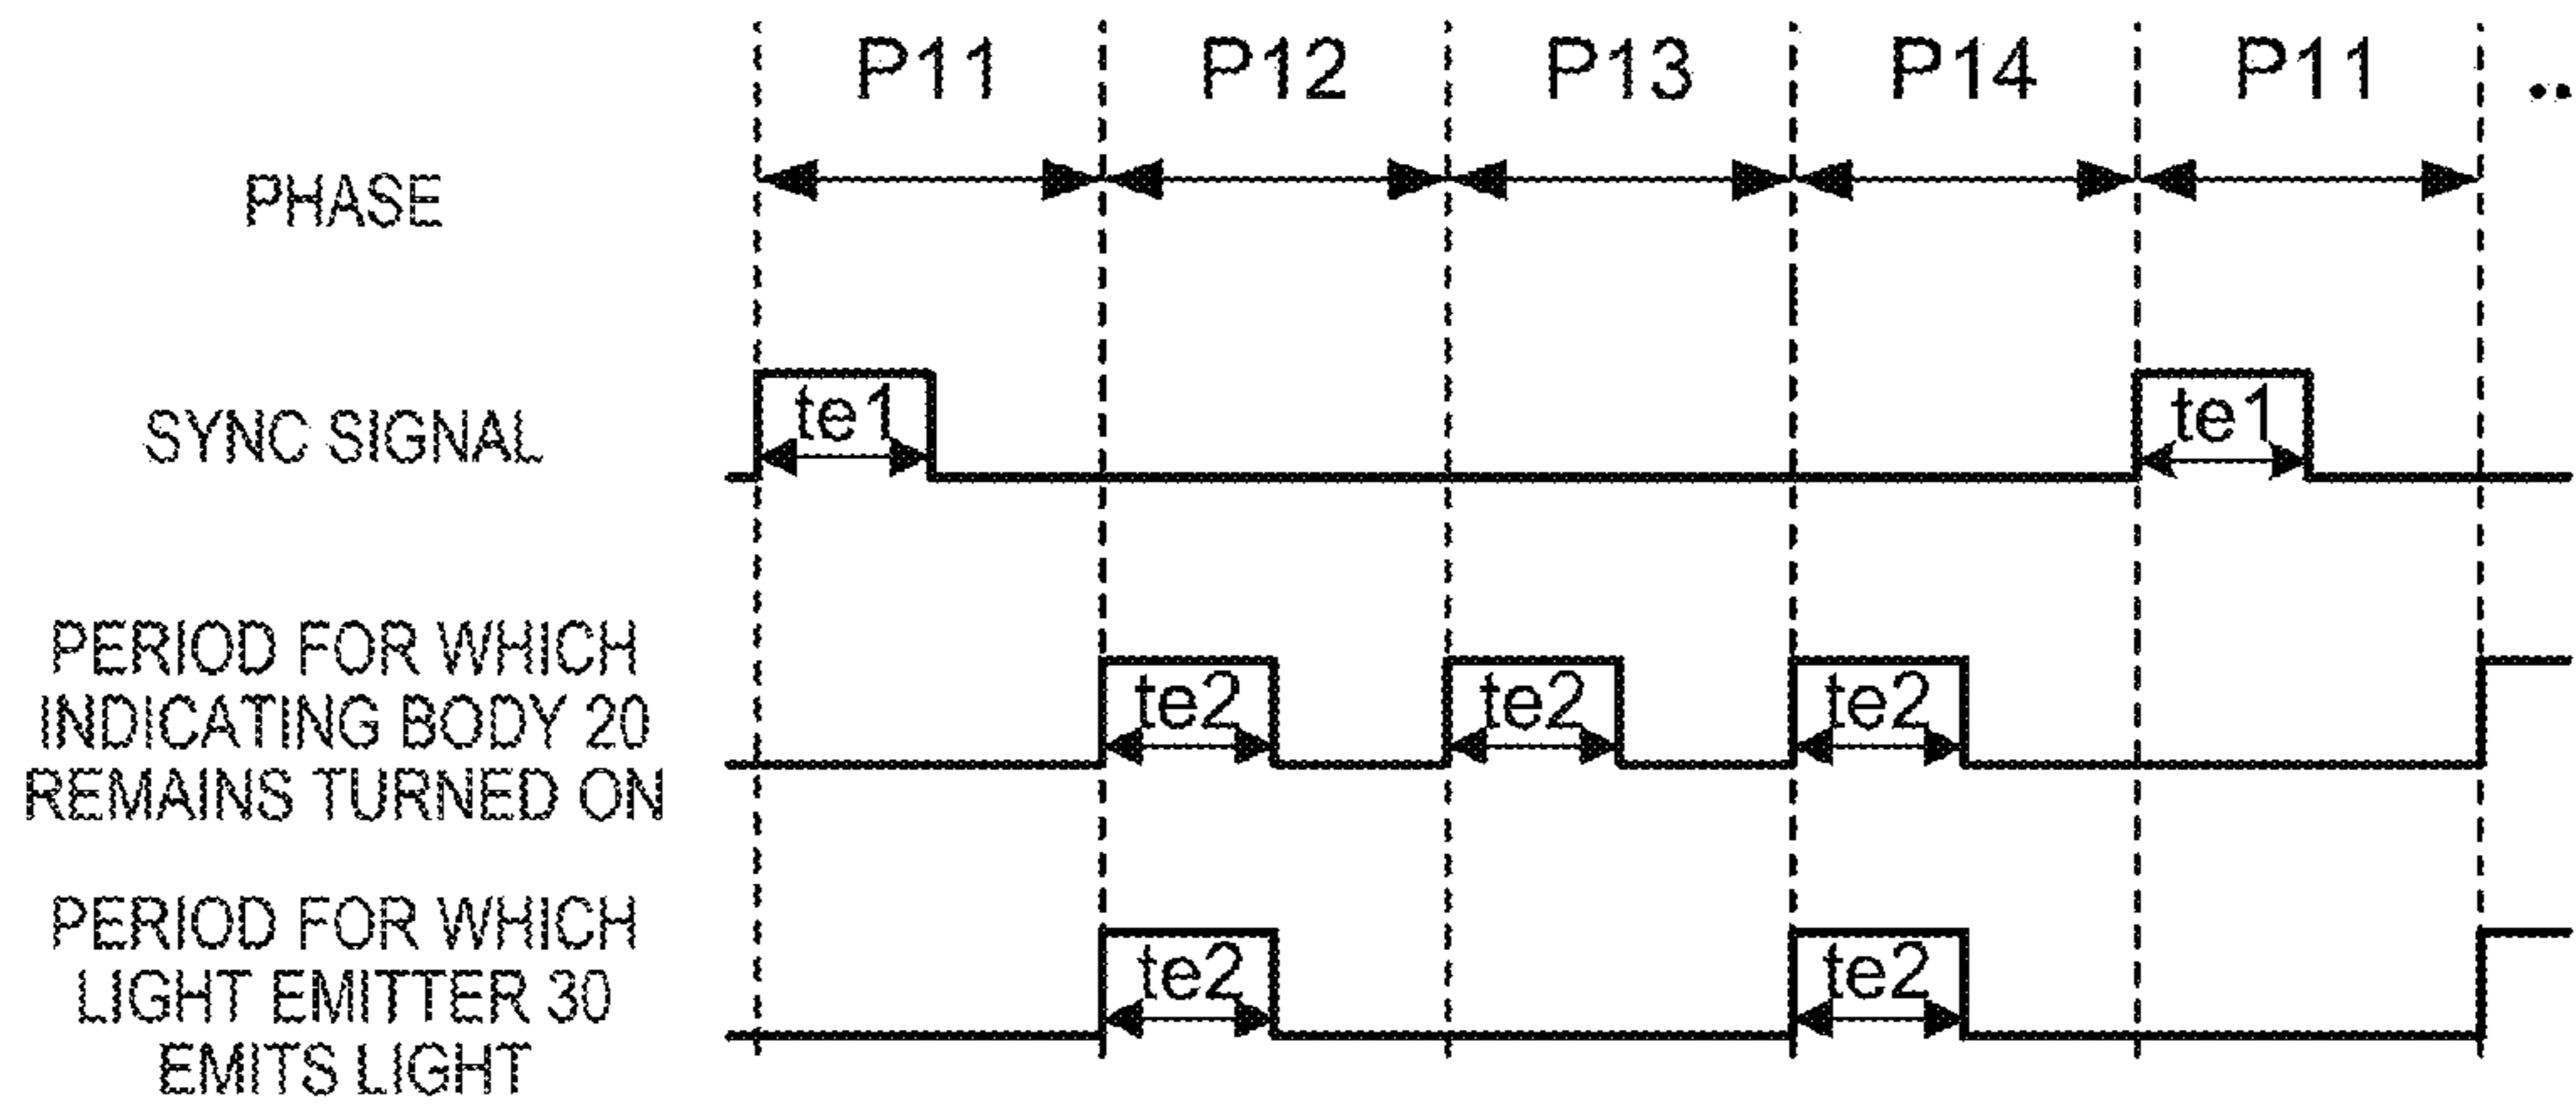 P11 P12 P13 P14 P11 ..
PHASE
SYNC SIGNAL te1 te1
PERIOD FOR WHICH
INDICATING BODY 20 te2 te2 te2
REMAINS TURNED ON
PERIOD FOR WHICH
LIGHT EMITTER 30 te2 te2
EMITS LIGHT